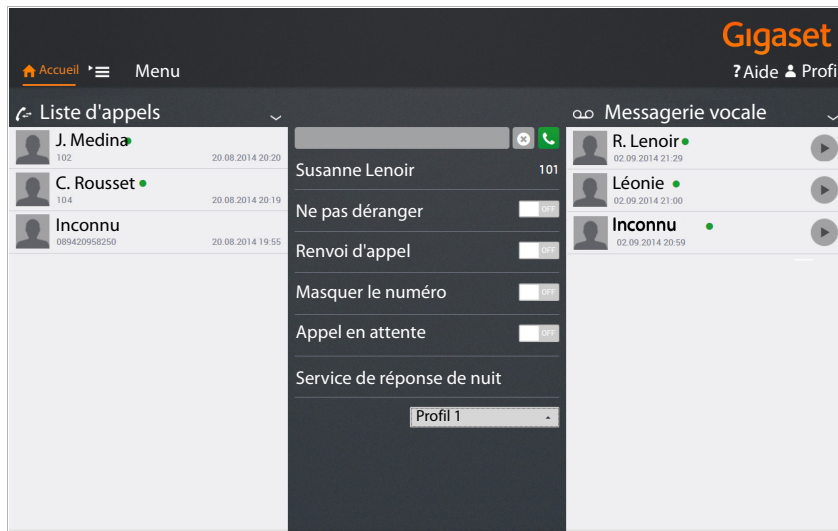 Gigaset
Accueil
Menu
? Aide
Profi
Liste d'appels
J. Medina
102
20.08.2014 20:20
C. Rousset
104
20.08.2014 20:19
Inconnu
089420958250
20.08.2014 19:55
Susanne Lenoir 101
Ne pas déranger OFF
Renvoi d'appel OFF
Masquer le numéro OFF
Appel en attente OFF
Service de réponse de nuit
Profil 1
Messagerie vocale
R. Lenoir
02.09.2014 21:29
Léonie
02.09.2014 21:00
Inconnu
02.09.2014 20:59